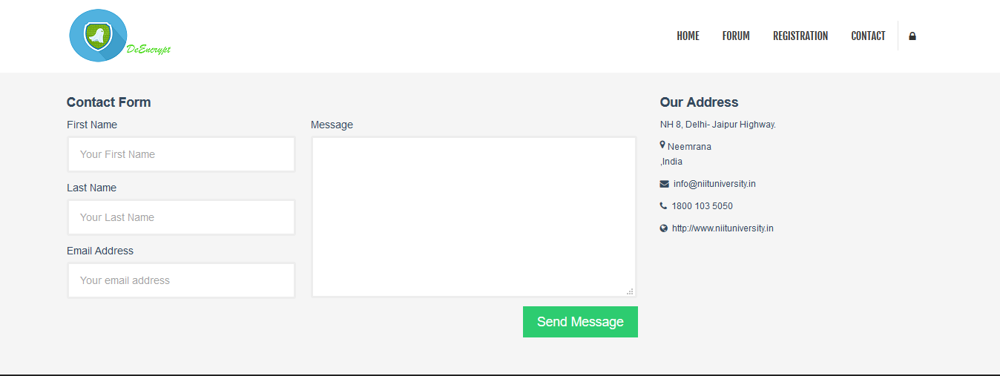 DeEncrypt
HOME FORUM REGISTRATION CONTACT
Contact Form
First Name
Your First Name
Last Name
Your Last Name
Email Address
Your email address
Message
Send Message
Our Address
NH 8, Delhi- Jaipur Highway.
Neemrana
,India
info@niituniversity.in
1800 103 5050
http://www.niituniversity.in